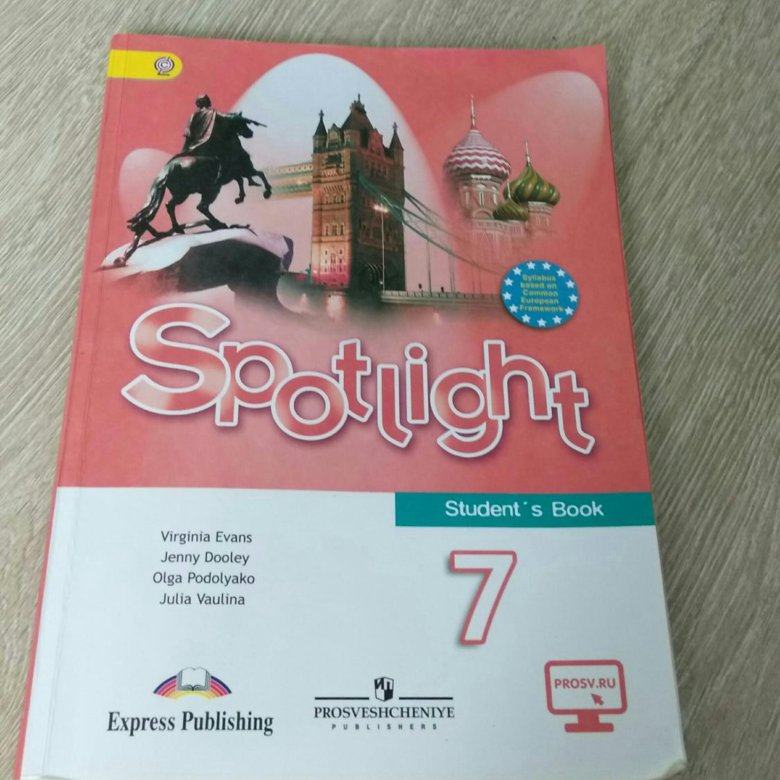 Syllabus
based on
Common
European
Framework
Spotlight
Student's Book
Virginia Evans
Jenny Dooley
Olga Podolyako
Julia Vaulina
7
PROSV.RU
Express Publishing
PROSVESHCHENIYE
PUBLISHERS